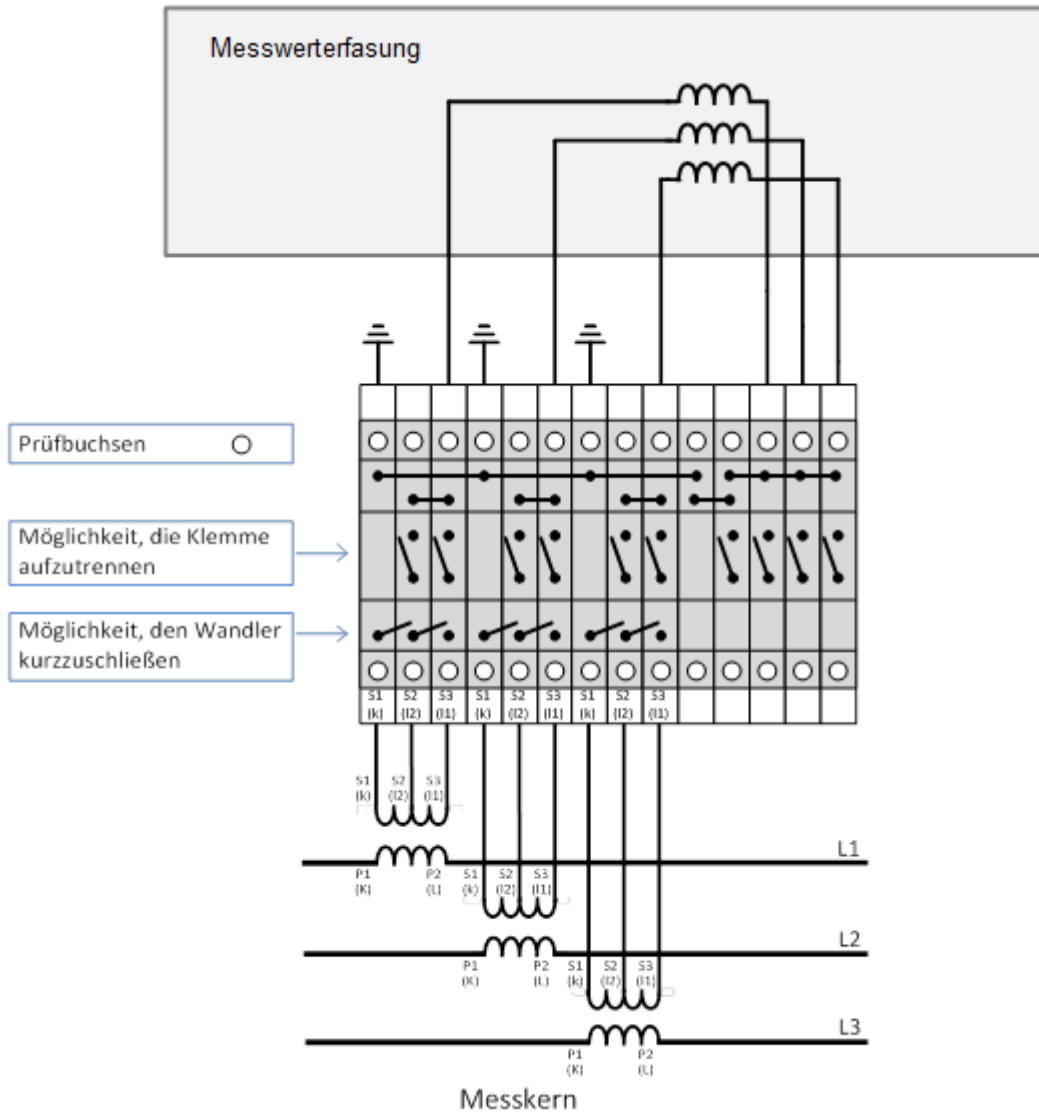 Messwerterfasung
Prüfbuchsen
Möglichkeit, die Klemme
aufzutrennen
Möglichkeit, den Wandler
kurzzuschließen
S1 S2 S3 S1 S2 S3 S1 S2 S3
(k) (l2) (l1) (k) (l2) (l1) (k) (l2) (l1)
S1 S2 S3
(k) (l2) (l1)
L1
P1 P2 S1 S2 S3
(K) (L) (k) (l2) (l1)
L2
P1 P2 S1 S2 S3
(K) (L) (k) (l2) (l1)
L3
P1 P2
(K) (L)
Messkern